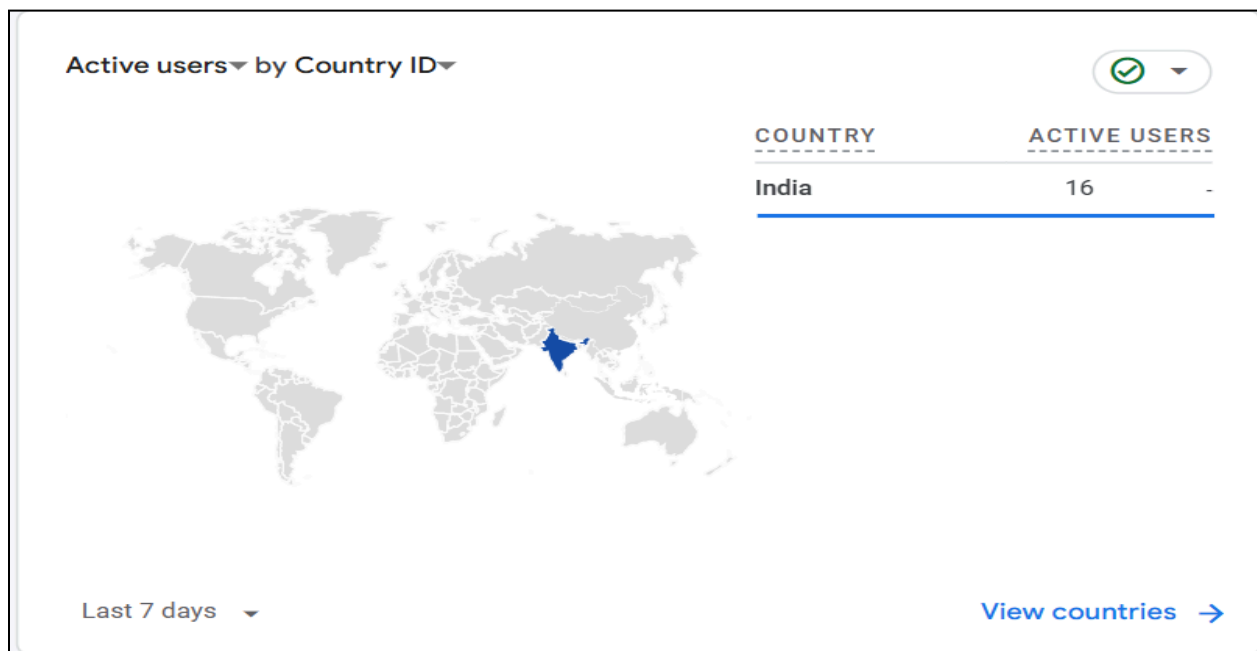 Active users by Country ID
COUNTRY ACTIVE USERS
India 16 -
Last 7 days View countries →